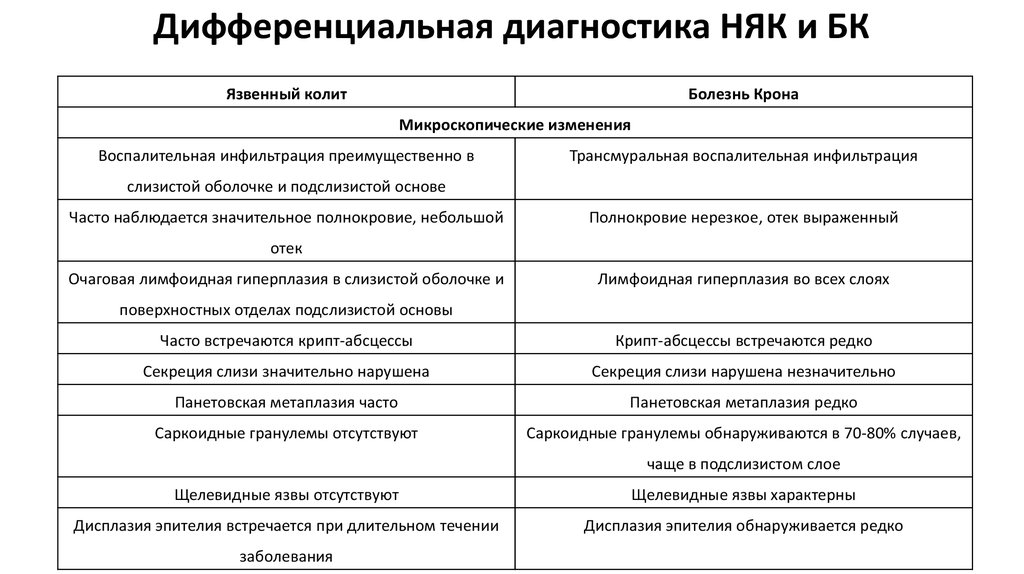 Дифференциальная диагностика НЯК и БК
Язвенный колит
Болезнь Крона
Микроскопические изменения
Воспалительная инфильтрация преимущественно в
слизистой оболочке и подслизистой основе
Трансмуральная воспалительная инфильтрация
Часто наблюдается значительное полнокровие, небольшой
отек
Полнокровие нерезкое, отек выраженный
Очаговая лимфоидная гиперплазия в слизистой оболочке и
поверхностных отделах подслизистой основы
Лимфоидная гиперплазия во всех слоях
Часто встречаются крипт-абсцессы
Крипт-абсцессы встречаются редко
Секреция слизи значительно нарушена
Секреция слизи нарушена незначительно
Панетовская метаплазия часто
Панетовская метаплазия редко
Саркоидные гранулемы отсутствуют
Саркоидные гранулемы обнаруживаются в 70-80% случаев,
чаще в подслизистом слое
Щелевидные язвы отсутствуют
Щелевидные язвы характерны
Дисплазия эпителия встречается при длительном течении
заболевания
Дисплазия эпителия обнаруживается редко